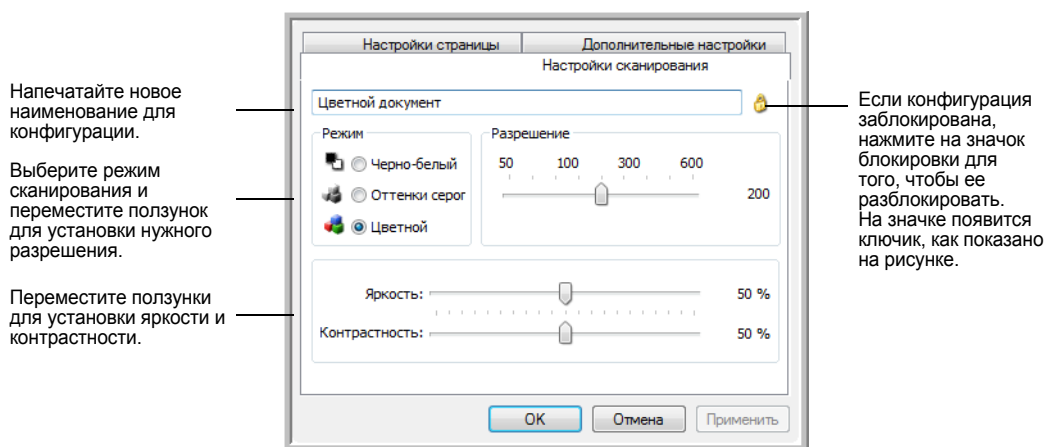 Настройки страницы
Дополнительные настройки
Настройки сканирования
Напечатайте новое
наименование для
конфигурации.
Выберите режим
сканирования и
переместите ползунок
для установки нужного
разрешения.
Переместите ползунки
для установки яркости и
контрастности.
Цветной документ
Режим
Черно-белый
Оттенки серог
Цветной
Разрешение
50 100 300 600
200
Яркость: 50 %
Контрастность: 50 %
OK Отмена Применить
Если конфигурация
заблокирована,
нажмите на значок
блокировки для
того, чтобы ее
разблокировать.
На значке появится
ключик, как показано
на рисунке.